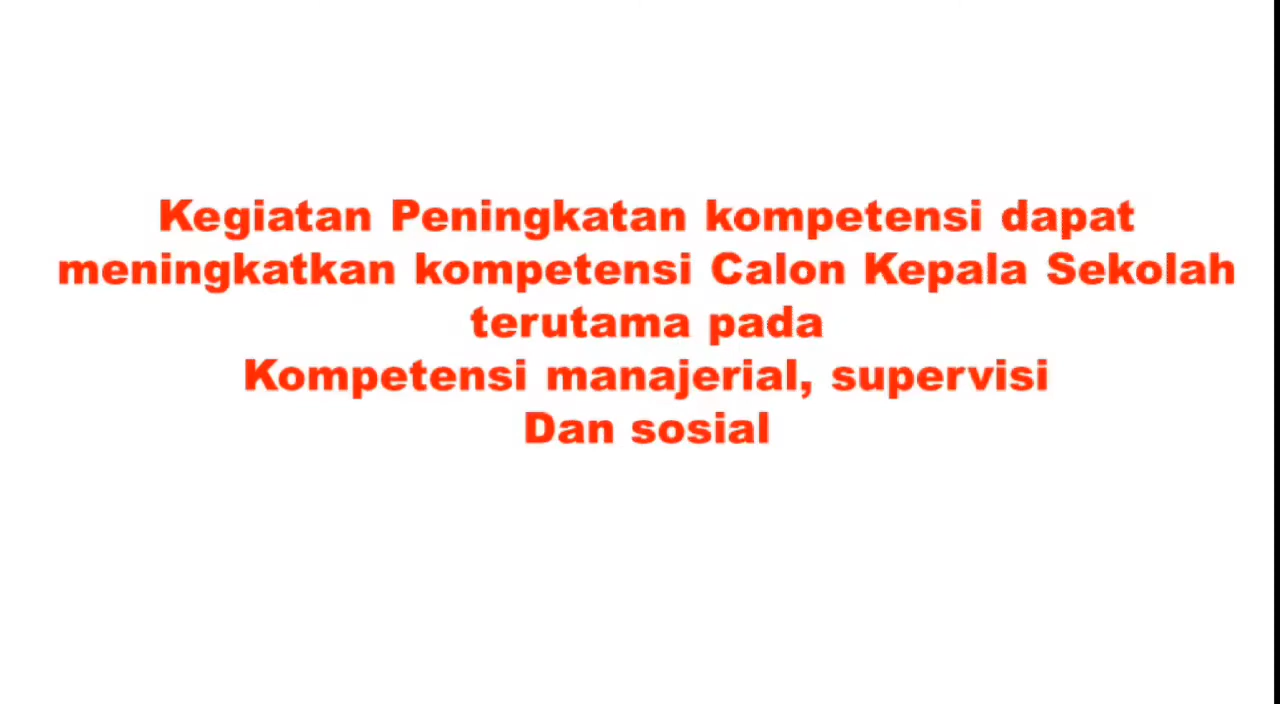 Kegiatan Peningkatan kompetensi dapat
meningkatkan kompetensi Calon Kepala Sekolah
terutama pada
Kompetensi manajerial, supervisi
Dan sosial